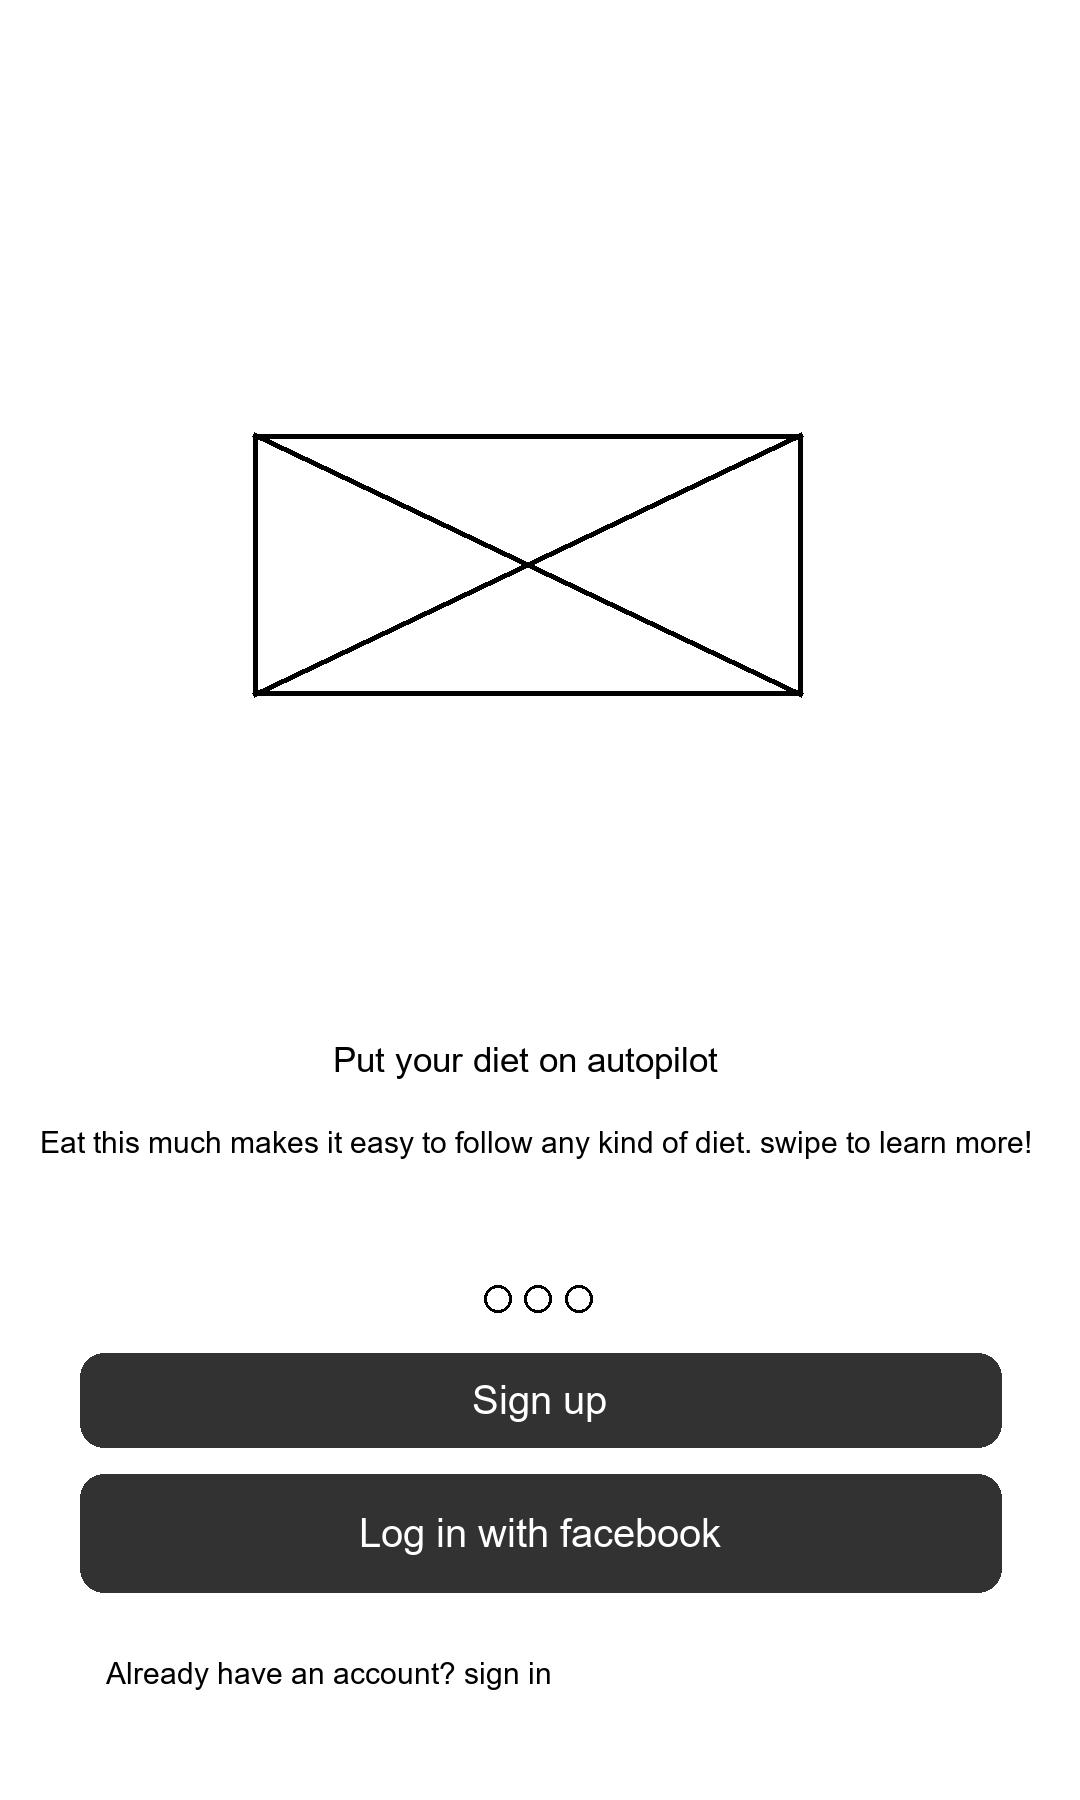 Put your diet on autopilot
Eat this much makes it easy to follow any kind of diet. swipe to learn more!
Sign up
Log in with facebook
Already have an account? sign in